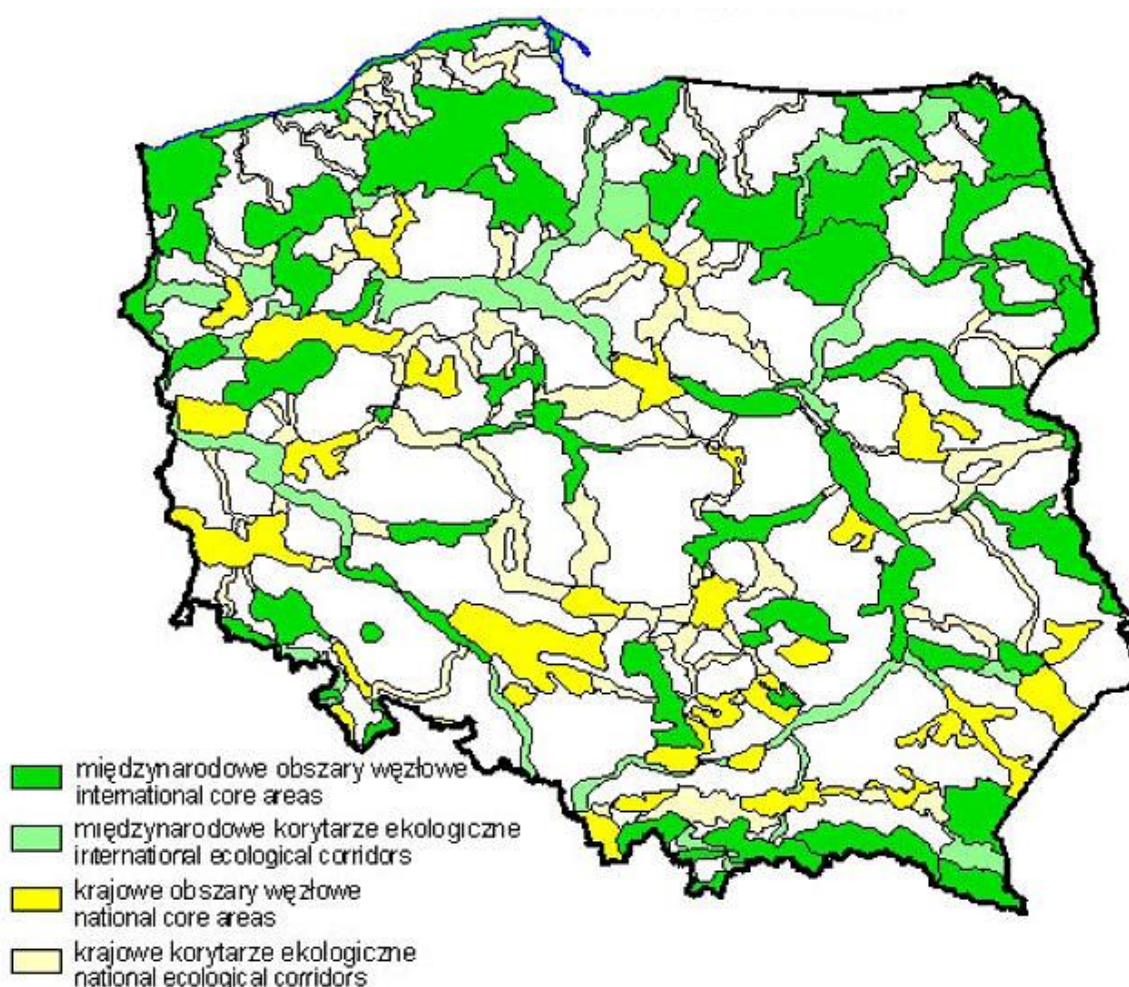 międzynarodowe obszary węzłowe
international core areas
międzynarodowe korytarze ekologiczne
international ecological corridors
krajowe obszary węzłowe
national core areas
krajowe korytarze ekologiczne
national ecological corridors